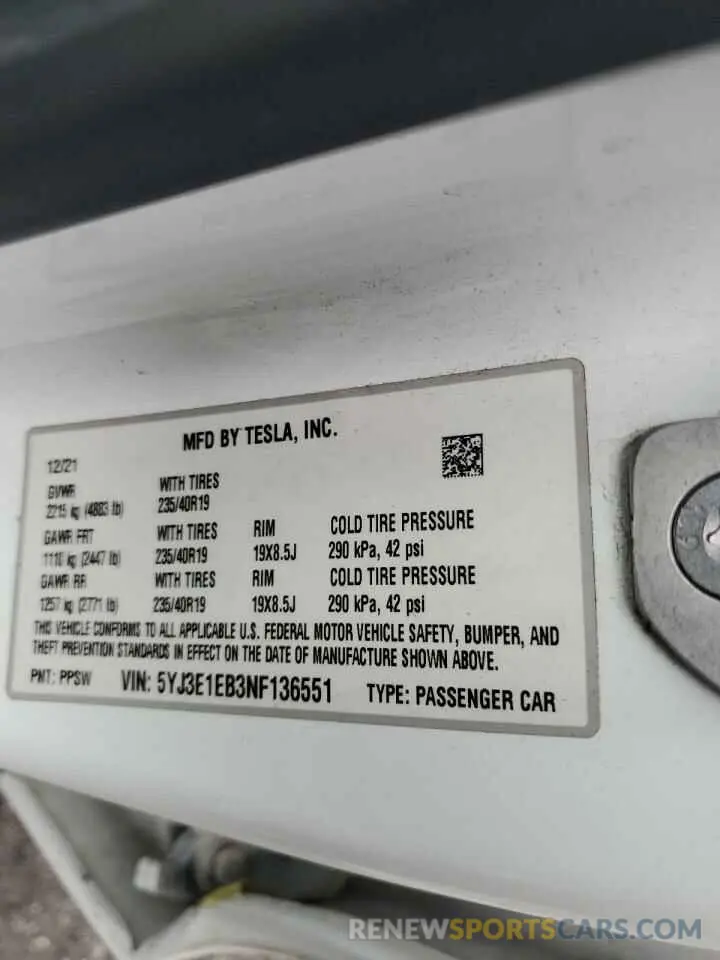 MFD BY TESLA, INC.
12/21
GVWR WITH TIRES
2215 kg (4883 lb) 235/40R19
GAWR FRT WITH TIRES RIM COLD TIRE PRESSURE
1110 kg (2447 lb) 235/40R19 19X8.5J 290 kPa, 42 psi
GAWR RR WITH TIRES RIM COLD TIRE PRESSURE
1257 kg (2771 lb) 235/40R19 19X8.5J 290 kPa, 42 psi
THIS VEHICLE CONFORMS TO ALL APPLICABLE U.S. FEDERAL MOTOR VEHICLE SAFETY, BUMPER, AND
THEFT PREVENTION STANDARDS IN EFFECT ON THE DATE OF MANUFACTURE SHOWN ABOVE.
PNT: PPSW VIN: 5YJ3E1EB3NF136551 TYPE: PASSENGER CAR
RENEWSPORTSCARS.COM